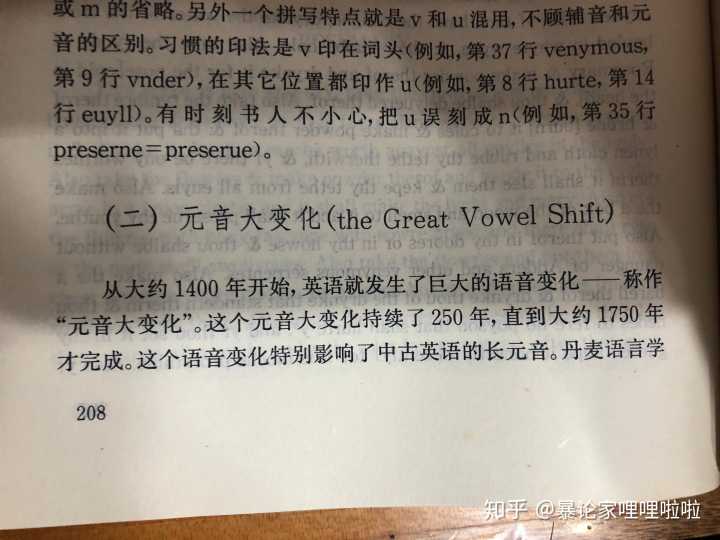 或 m 的省略。另外一个拼写特点就是 v 和 u 混用,不顾辅音和元
音的区别。习惯的印法是 v 印在词头(例如,第 37 行 venymous,
第 9 行 vnder),在其它位置都印作 u(例如,第 8 行 hurte, 第 14
行 euyll)。有时刻书人不小心,把 u 误刻成 n(例如,第 35 行
preserne=preserue)。
(二) 元音大变化(the Great Vowel Shift)
从大约 1400 年开始,英语就发生了巨大的语音变化——称作
“元音大变化”。这个元音大变化持续了 250 年,直到大约 1750 年
才完成。这个语音变化特别影响了中古英语的长元音。丹麦语言学
208
知乎 @暴论家哩哩啦啦